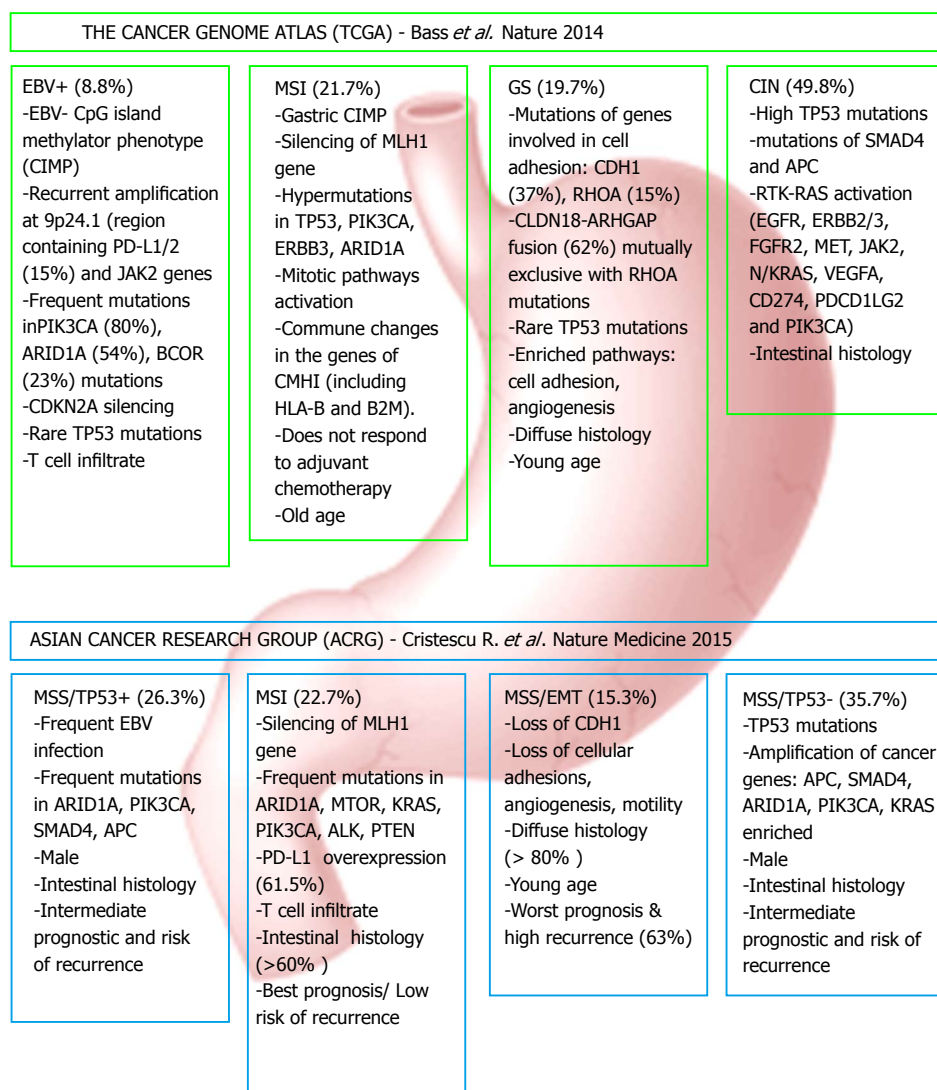 THE CANCER GENOME ATLAS (TCGA) - Bass et al. Nature 2014
EBV+ (8.8%)
-EBV- CpG island
methylator phenotype
(CIMP)
-Recurrent amplification
at 9p24.1 (region
containing PD-L1/2
(15%) and JAK2 genes
-Frequent mutations
inPIK3CA (80%),
ARID1A (54%), BCOR
(23%) mutations
-CDKN2A silencing
-Rare TP53 mutations
-T cell infiltrate
MSI (21.7%)
-Gastric CIMP
-Silencing of MLH1
gene
-Hypermutations
in TP53, PIK3CA,
ERBB3, ARID1A
-Mitotic pathways
activation
-Commune changes
in the genes of
CMHI (including
HLA-B and B2M).
-Does not respond
to adjuvant
chemotherapy
-Old age
GS (19.7%)
-Mutations of genes
involved in cell
adhesion: CDH1
(37%), RHOA (15%)
-CLDN18-ARHGAP
fusion (62%) mutually
exclusive with RHOA
mutations
-Rare TP53 mutations
-Enriched pathways:
cell adhesion,
angiogenesis
-Diffuse histology
-Young age
CIN (49.8%)
-High TP53 mutations
-mutations of SMAD4
and APC
-RTK-RAS activation
(EGFR, ERBB2/3,
FGFR2, MET, JAK2,
N/KRAS, VEGFA,
CD274, PDCD1LG2
and PIK3CA)
-Intestinal histology
ASIAN CANCER RESEARCH GROUP (ACRG) - Cristescu R. et al. Nature Medicine 2015
MSS/TP53+ (26.3%)
-Frequent EBV
infection
-Frequent mutations
in ARID1A, PIK3CA,
SMAD4, APC
-Male
-Intestinal histology
-Intermediate
prognostic and risk
of recurrence
MSI (22.7%)
-Silencing of MLH1
gene
-Frequent mutations in
ARID1A, MTOR, KRAS,
PIK3CA, ALK, PTEN
-PD-L1 overexpression
(61.5%)
-T cell infiltrate
-Intestinal histology
(>60% )
-Best prognosis/ Low
risk of recurrence
MSS/EMT (15.3%)
-Loss of CDH1
-Loss of cellular
adhesions,
angiogenesis, motility
-Diffuse histology
(> 80% )
-Young age
-Worst prognosis &
high recurrence (63%)
MSS/TP53- (35.7%)
-TP53 mutations
-Amplification of cancer
genes: APC, SMAD4,
ARID1A, PIK3CA, KRAS
enriched
-Male
-Intestinal histology
-Intermediate
prognostic and risk of
recurrence